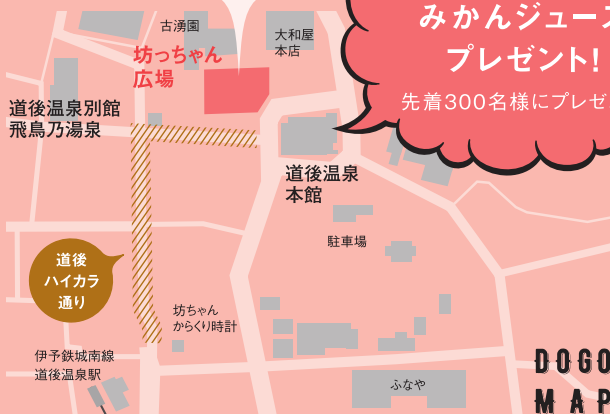 みかんジュース
プレゼント!
先着300名様にプレゼ
古湧園
大和屋
本店
坊っちゃん
広場
道後温泉別館
飛鳥乃湯泉
道後温泉
本館
駐車場
道後
ハイカラ
通り
坊ちゃん
からくり時計
伊予鉄城南線
道後温泉駅
ふなや
DOGO
MAP